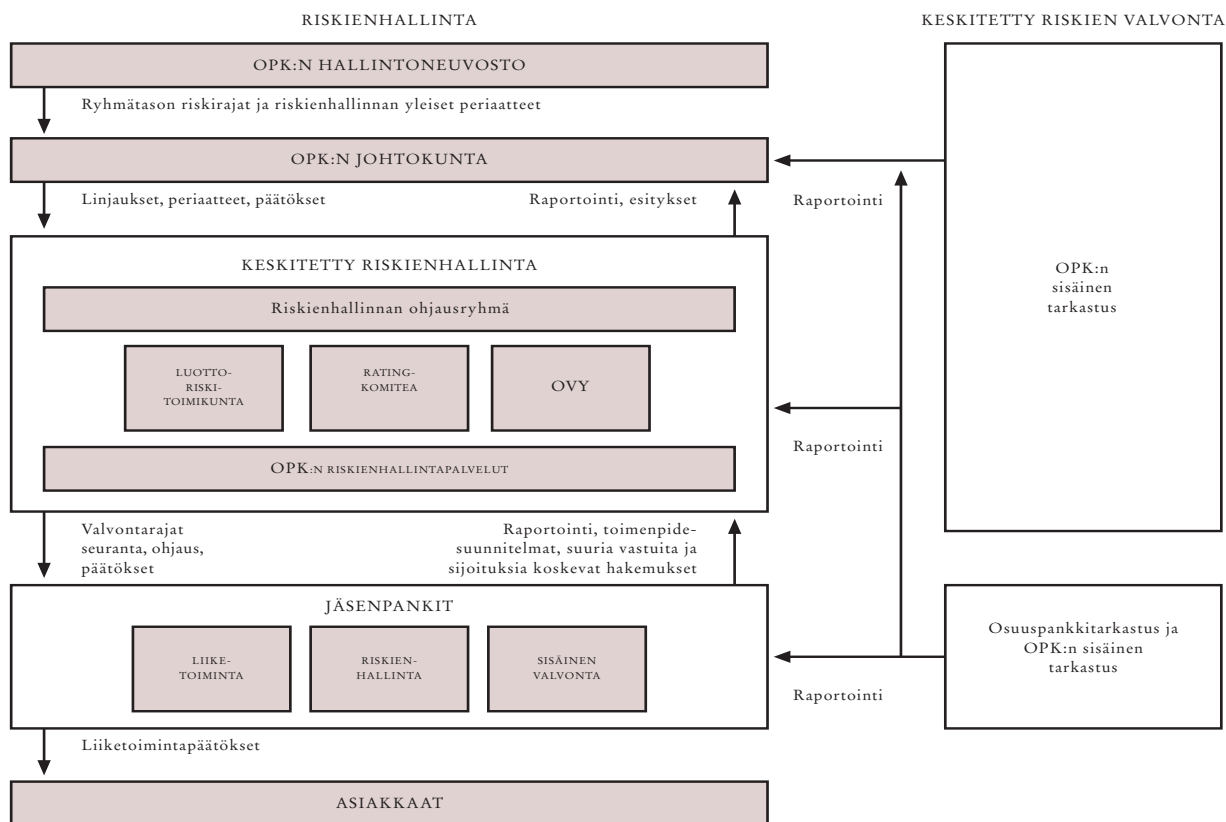 RISKIENHALLINTA
KESKITETTY RISKIEN VALVONTA
OPK:N HALLINTONEUVOSTO
Ryhmätason riskirajat ja riskienhallinnan yleiset periaatteet
OPK:N JOHTOKUNTA
Linjaukset, periaatteet, päätökset
Raportointi, esitykset
Raportointi
KESKITETTY RISKIENHALLINTA
Riskienhallinnan ohjausryhmä
LUOTTO-
RISKI-
TOIMIKUNTA
RATING-
KOMITEA
OVY
OPK:N RISKIENHALLINTAPALVELUT
Raportointi
OPK:n
sisäinen
tarkastus
Valvontarajat
seuranta, ohjaus,
päätökset
Raportointi, toimenpide-
suunnitelmat, suuria vastuita ja
sijoituksia koskevat hakemukset
JÄSENPANKIT
LIIKE-
TOIMINTA
RISKIEN-
HALLINTA
SISÄINEN
VALVONTA
Raportointi
Osuuspankkitarkastus ja
OPK:n sisäinen
tarkastus
Liiketoimintapäätökset
ASIAKKAAT